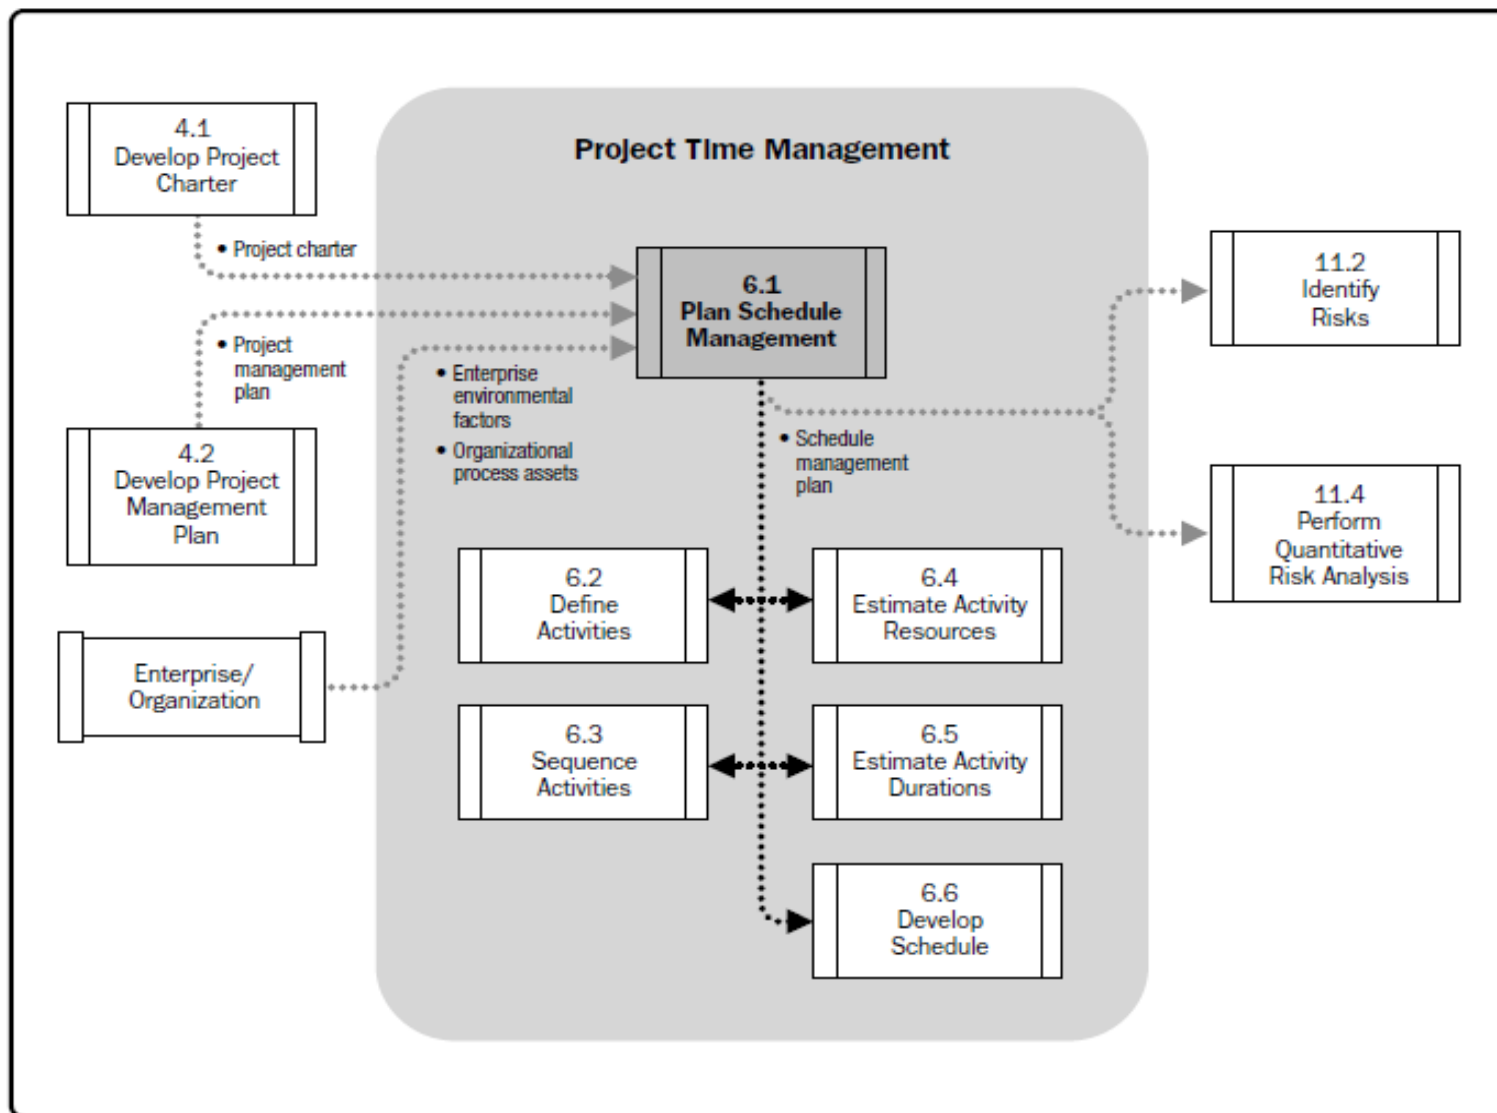 Project Time Management
4.1
Develop Project
Charter
• Project charter
6.1
Plan Schedule
Management
11.2
Identify
Risks
• Project
management
plan
• Enterprise
environmental
factors
• Organizational
process assets
• Schedule
management
plan
4.2
Develop Project
Management
Plan
11.4
Perform
Quantitative
Risk Analysis
6.2
Define
Activities
6.4
Estimate Activity
Resources
Enterprise/
Organization
6.3
Sequence
Activities
6.5
Estimate Activity
Durations
6.6
Develop
Schedule